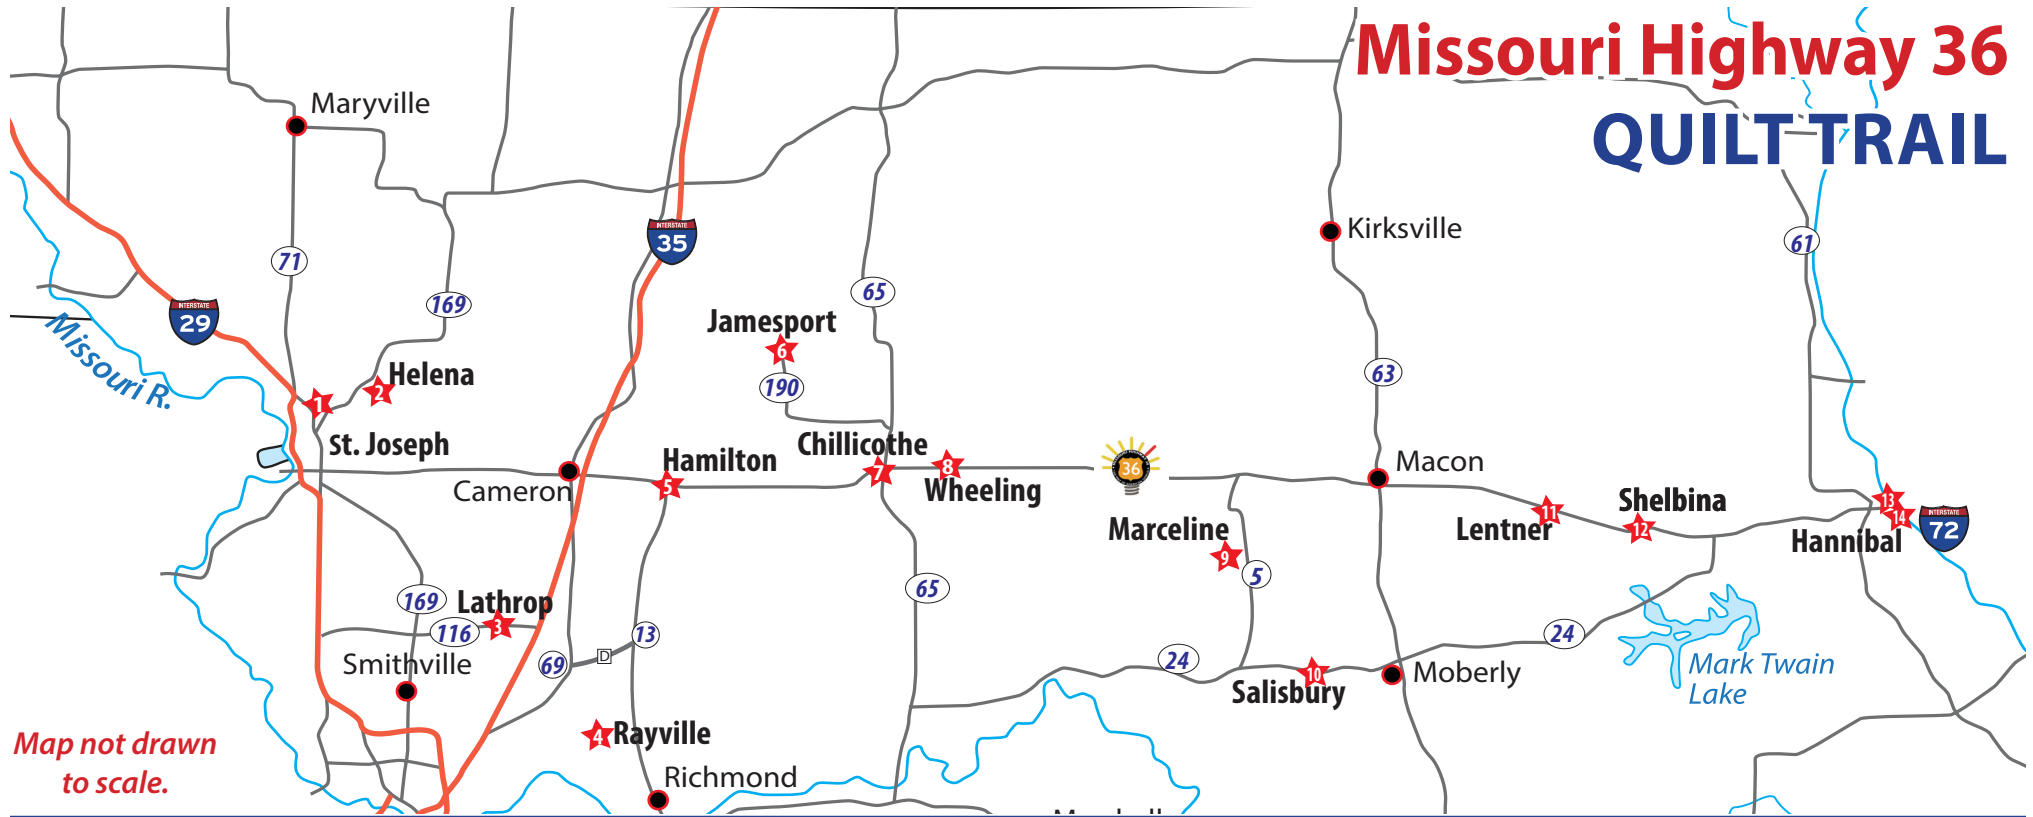 Missouri Highway 36
QUILT TRAIL
Maryville
71
169
INTERSTATE
29
INTERSTATE
35
Missouri R.
Jamesport
6
190
65
Kirksville
63
61
1
2
Helena
St. Joseph
Cameron
Hamilton
5
Chillicothe
7
8
Wheeling
36
Macon
Marceline
9
5
Lentner
11
Shelbina
12
13
14
Hannibal
INTERSTATE
72
169
Lathrop
116
3
Smithville
69
D
13
65
24
Salisbury
10
Moberly
24
Mark Twain
Lake
4
Rayville
Richmond
Map not drawn
to scale.